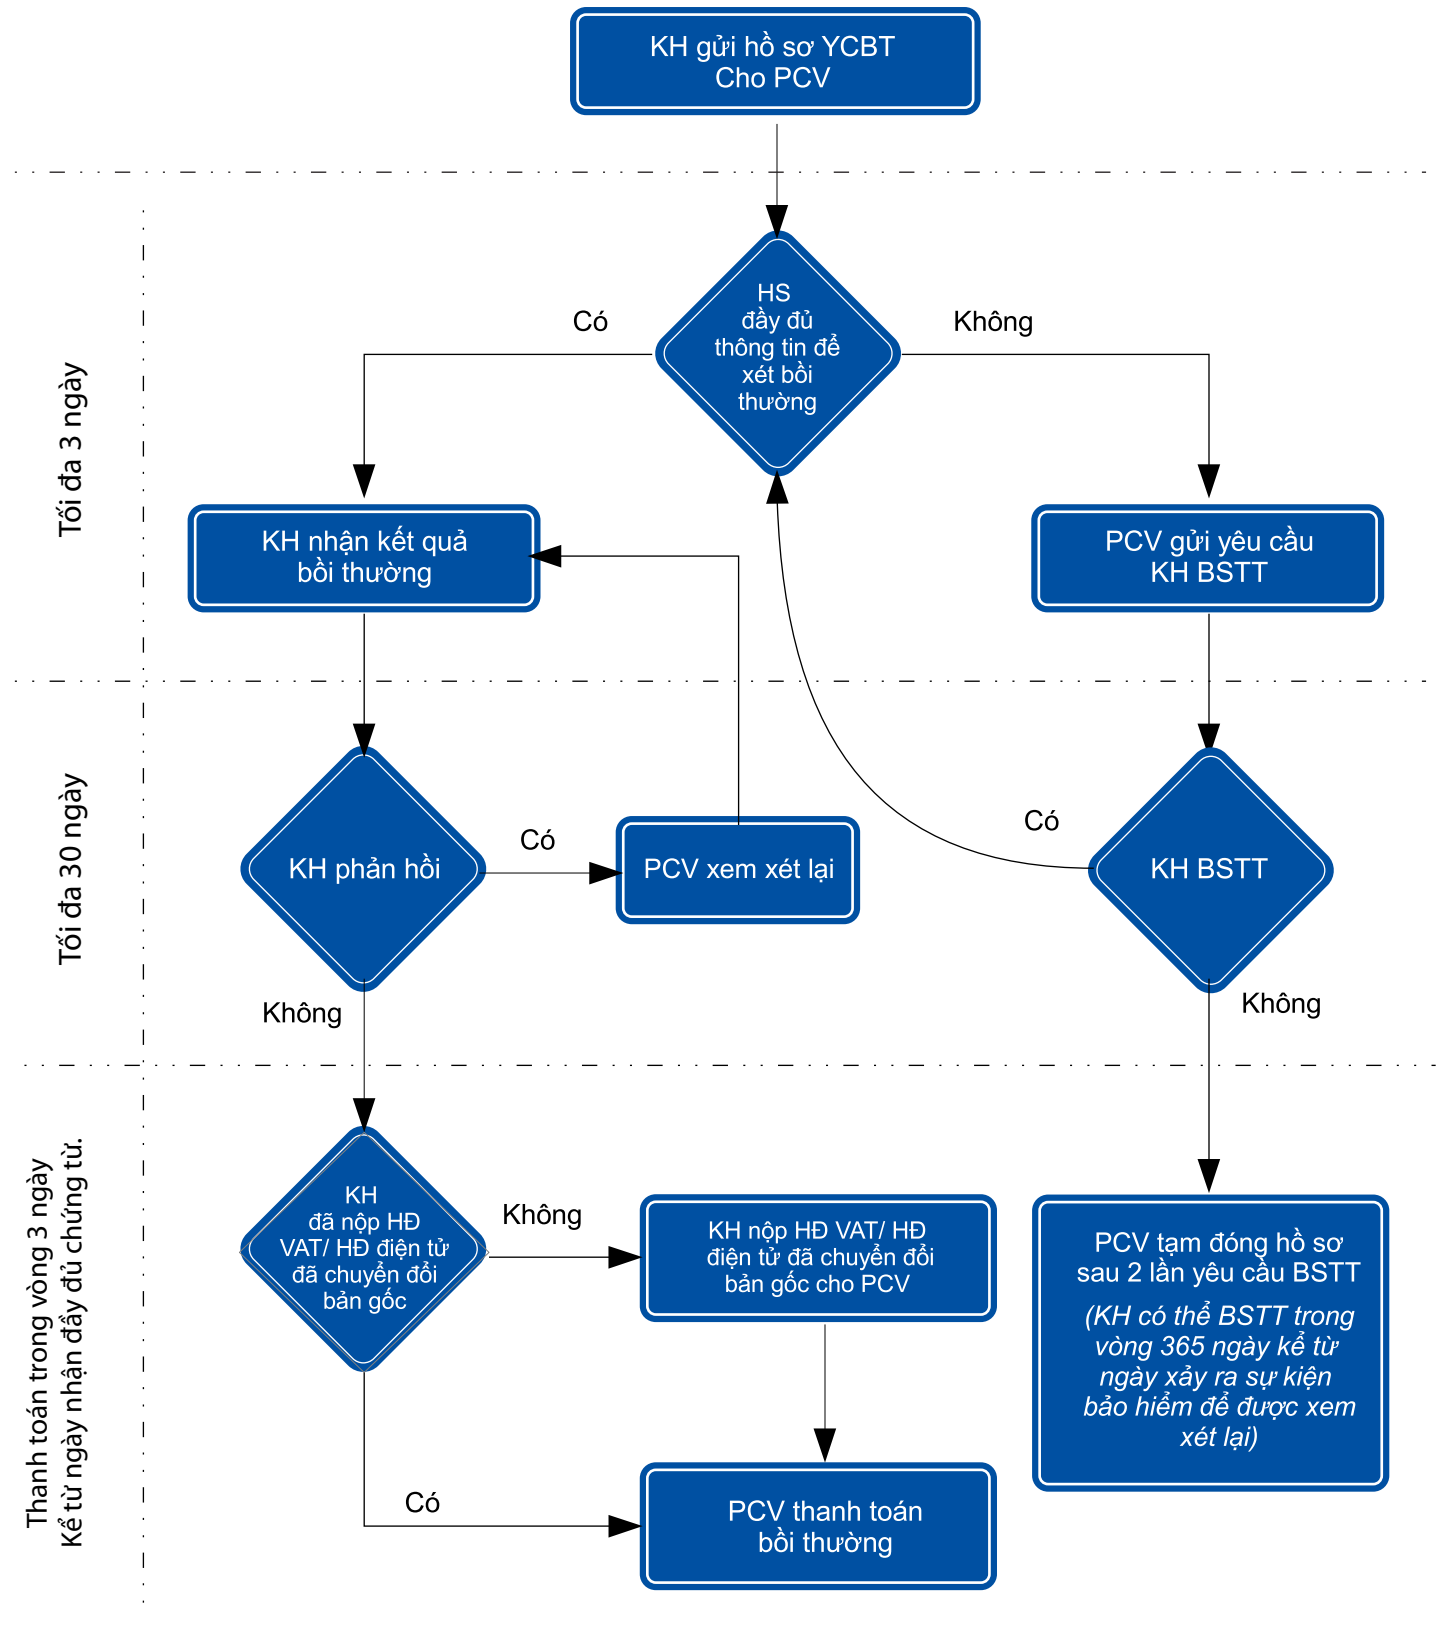 KH gửi hồ sơ YCBT
Cho PCV
Tối đa 3 ngày
HS
đầy đủ
thông tin để
xét bồi
thường
Có
Không
KH nhận kết quả
bồi thường
PCV gửi yêu cầu
KH BSTT
Tối đa 30 ngày
KH phản hồi
Có
PCV xem xét lại
Có
KH BSTT
Không
Không
Thanh toán trong vòng 3 ngày
Kể từ ngày nhận đầy đủ chứng từ.
KH
đã nộp HĐ
VAT/ HĐ điện tử
đã chuyển đổi
bản gốc
Không
KH nộp HĐ VAT/ HĐ
điện tử đã chuyển đổi
bản gốc cho PCV
Có
PCV thanh toán
bồi thường
PCV tạm đóng hồ sơ
sau 2 lần yêu cầu BSTT
(KH có thể BSTT trong
vòng 365 ngày kể từ
ngày xảy ra sự kiện
bảo hiểm để được xem
xét lại)